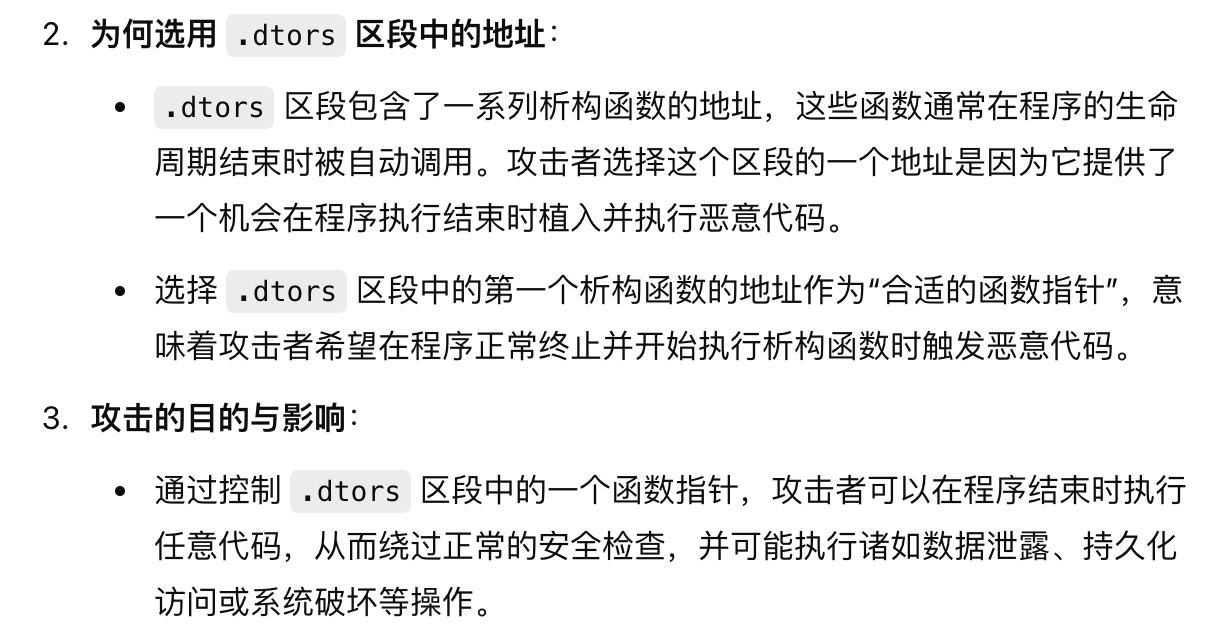 2. 为何选用 .dtors 区段中的地址：
• .dtors 区段包含了一系列析构函数的地址，这些函数通常在程序的生命
周期结束时被自动调用。攻击者选择这个区段的一个地址是因为它提供了
一个机会在程序执行结束时植入并执行恶意代码。
• 选择 .dtors 区段中的第一个析构函数的地址作为“合适的函数指针”，意
味着攻击者希望在程序正常终止并开始执行析构函数时触发恶意代码。
3. 攻击的目的与影响：
• 通过控制 .dtors 区段中的一个函数指针，攻击者可以在程序结束时执行
任意代码，从而绕过正常的安全检查，并可能执行诸如数据泄露、持久化
访问或系统破坏等操作。